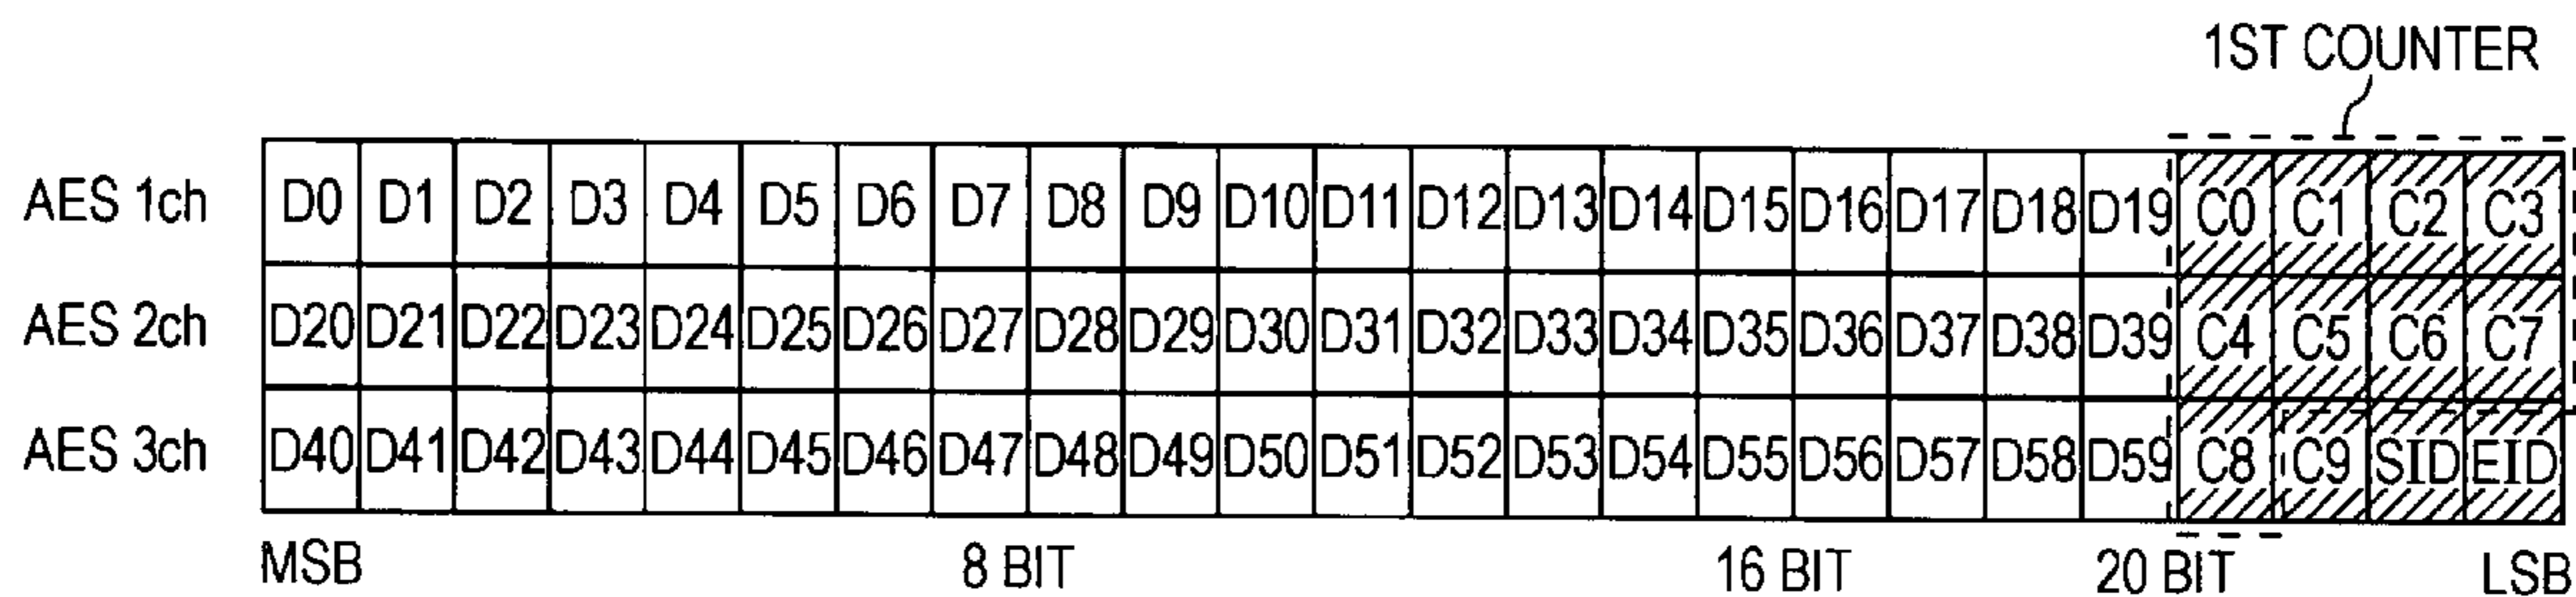 1ST COUNTER
AES 1ch D0 D1 D2 D3 D4 D5 D6 D7 D8 D9 D10 D11 D12 D13 D14 D15 D16 D17 D18 D19 C0 C1 C2 C3
AES 2ch D20 D21 D22 D23 D24 D25 D26 D27 D28 D29 D30 D31 D32 D33 D34 D35 D36 D37 D38 D39 C4 C5 C6 C7
AES 3ch D40 D41 D42 D43 D44 D45 D46 D47 D48 D49 D50 D51 D52 D53 D54 D55 D56 D57 D58 D59 C8 C9 SID EID
MSB 8 BIT 16 BIT 20 BIT LSB